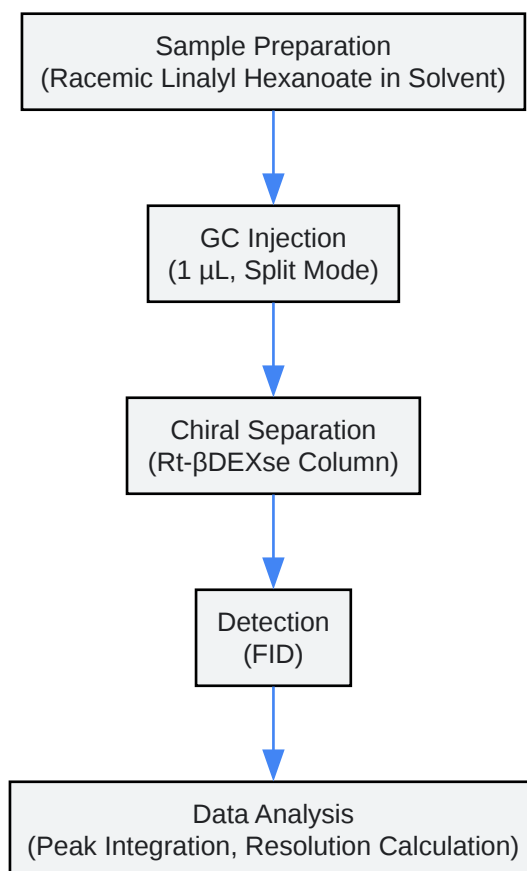 Sample Preparation
(Racemic Linalyl Hexanoate in Solvent)
GC Injection
(1 µL, Split Mode)
Chiral Separation
(Rt-βDEXse Column)
Detection
(FID)
Data Analysis
(Peak Integration, Resolution Calculation)